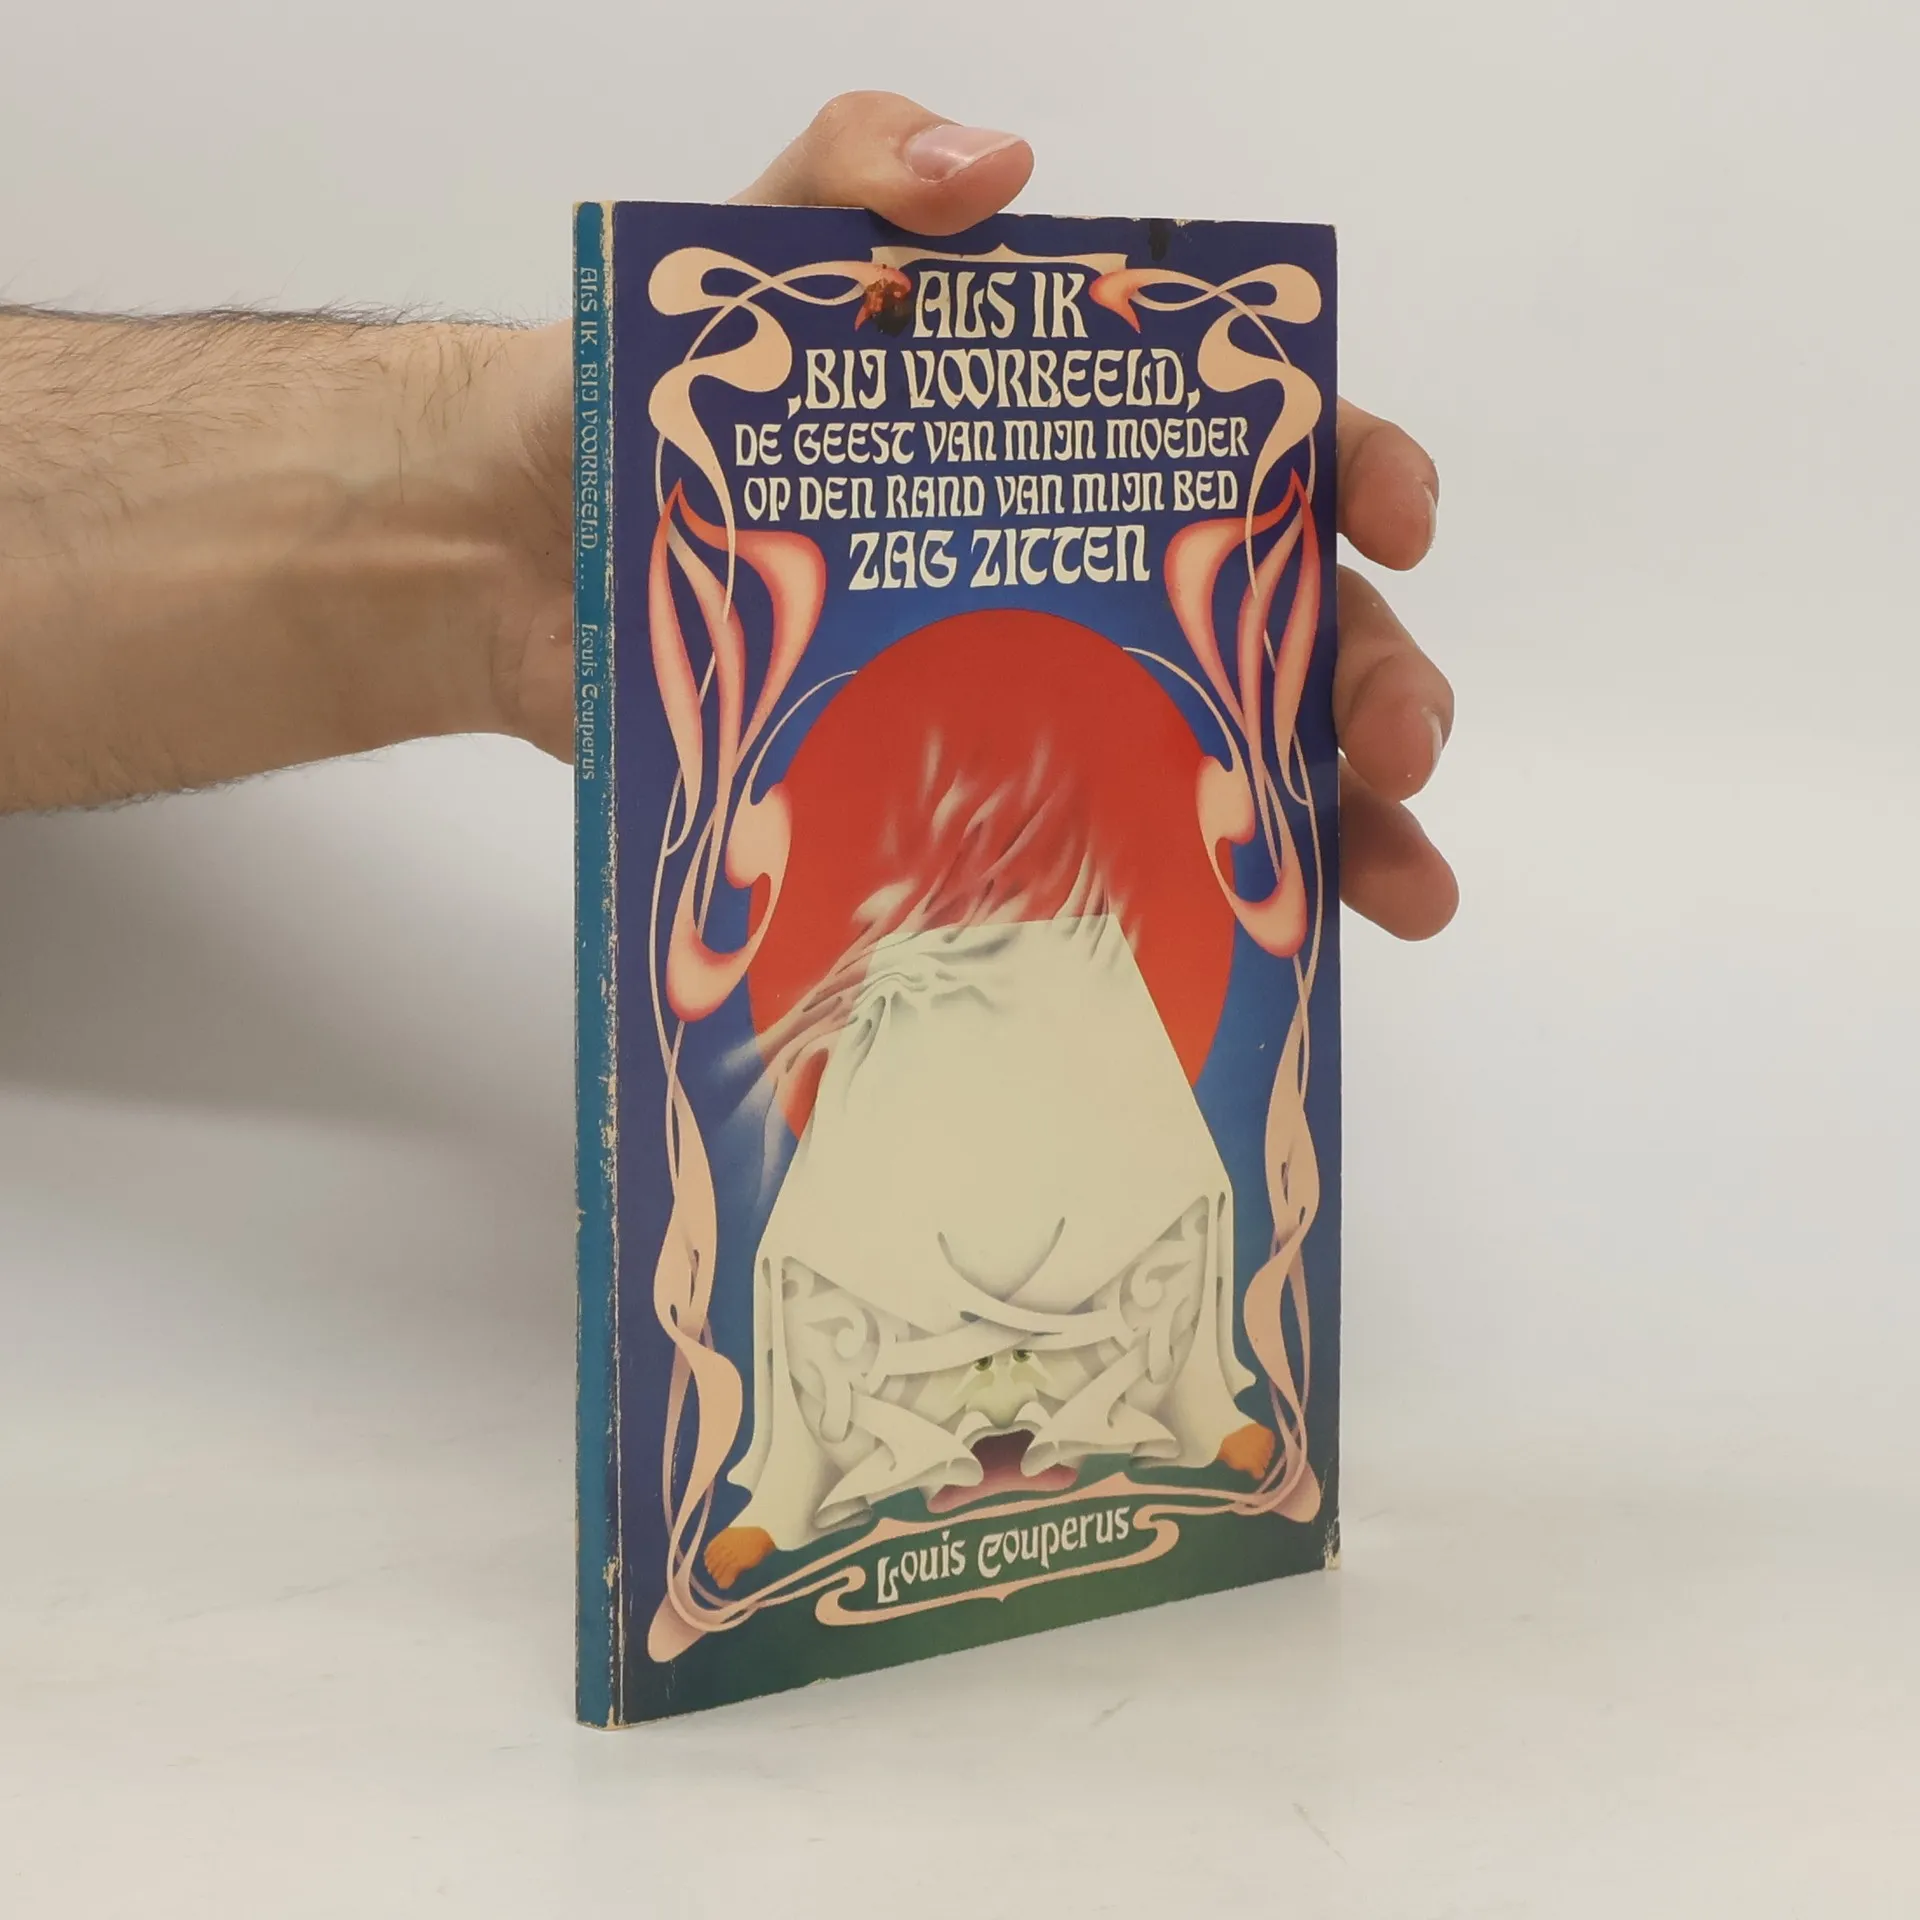 ALS IK
,BIJ VOORBEELD,
DE GEEST VAN MIJN MOEDER
OP DEN RAND VAN MIJN BED
ZAG ZITTEN
Louis Couperus
ALS IK, BIJ VOORBEELD.... Louis Couperus